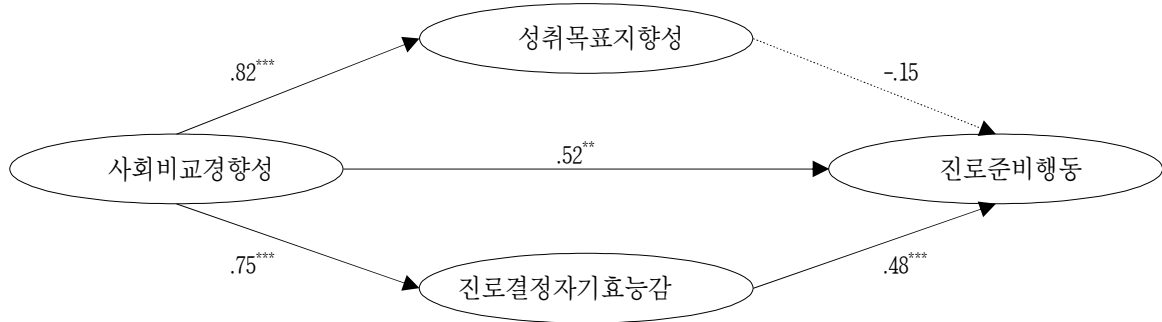 성취목표지향성
.82***
-.15
사회비교경향성
.52**
진로준비행동
.75***
.48***
진로결정자기효능감